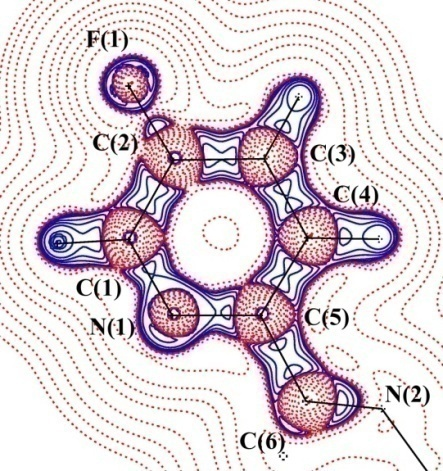 F(1)
C(2)
C(3)
C(4)
C(1)
N(1)
C(5)
N(2)
C(6)